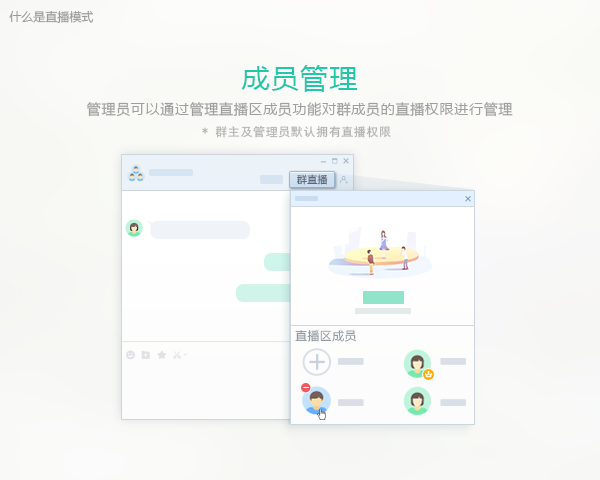 什么是直播模式
成员管理
管理员可以通过管理直播区成员功能对群成员的直播权限进行管理
* 群主及管理员默认拥有直播权限
群直播
直播区成员